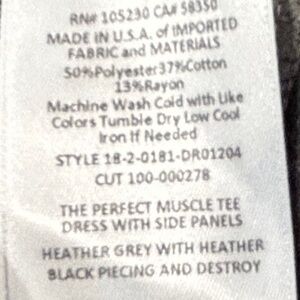 RN# 105230 CA# 58350
MADE IN U.S.A. of IMPORTED
FABRIC and MATERIALS
50%Polyester37%Cotton
13%Rayon
Machine Wash Cold with Like
Colors Tumble Dry Low Cool
Iron If Needed
STYLE 18-2-0181-DR01204
CUT 100-000278
THE PERFECT MUSCLE TEE
DRESS WITH SIDE PANELS
HEATHER GREY WITH HEATHER
BLACK PIECING AND DESTROY